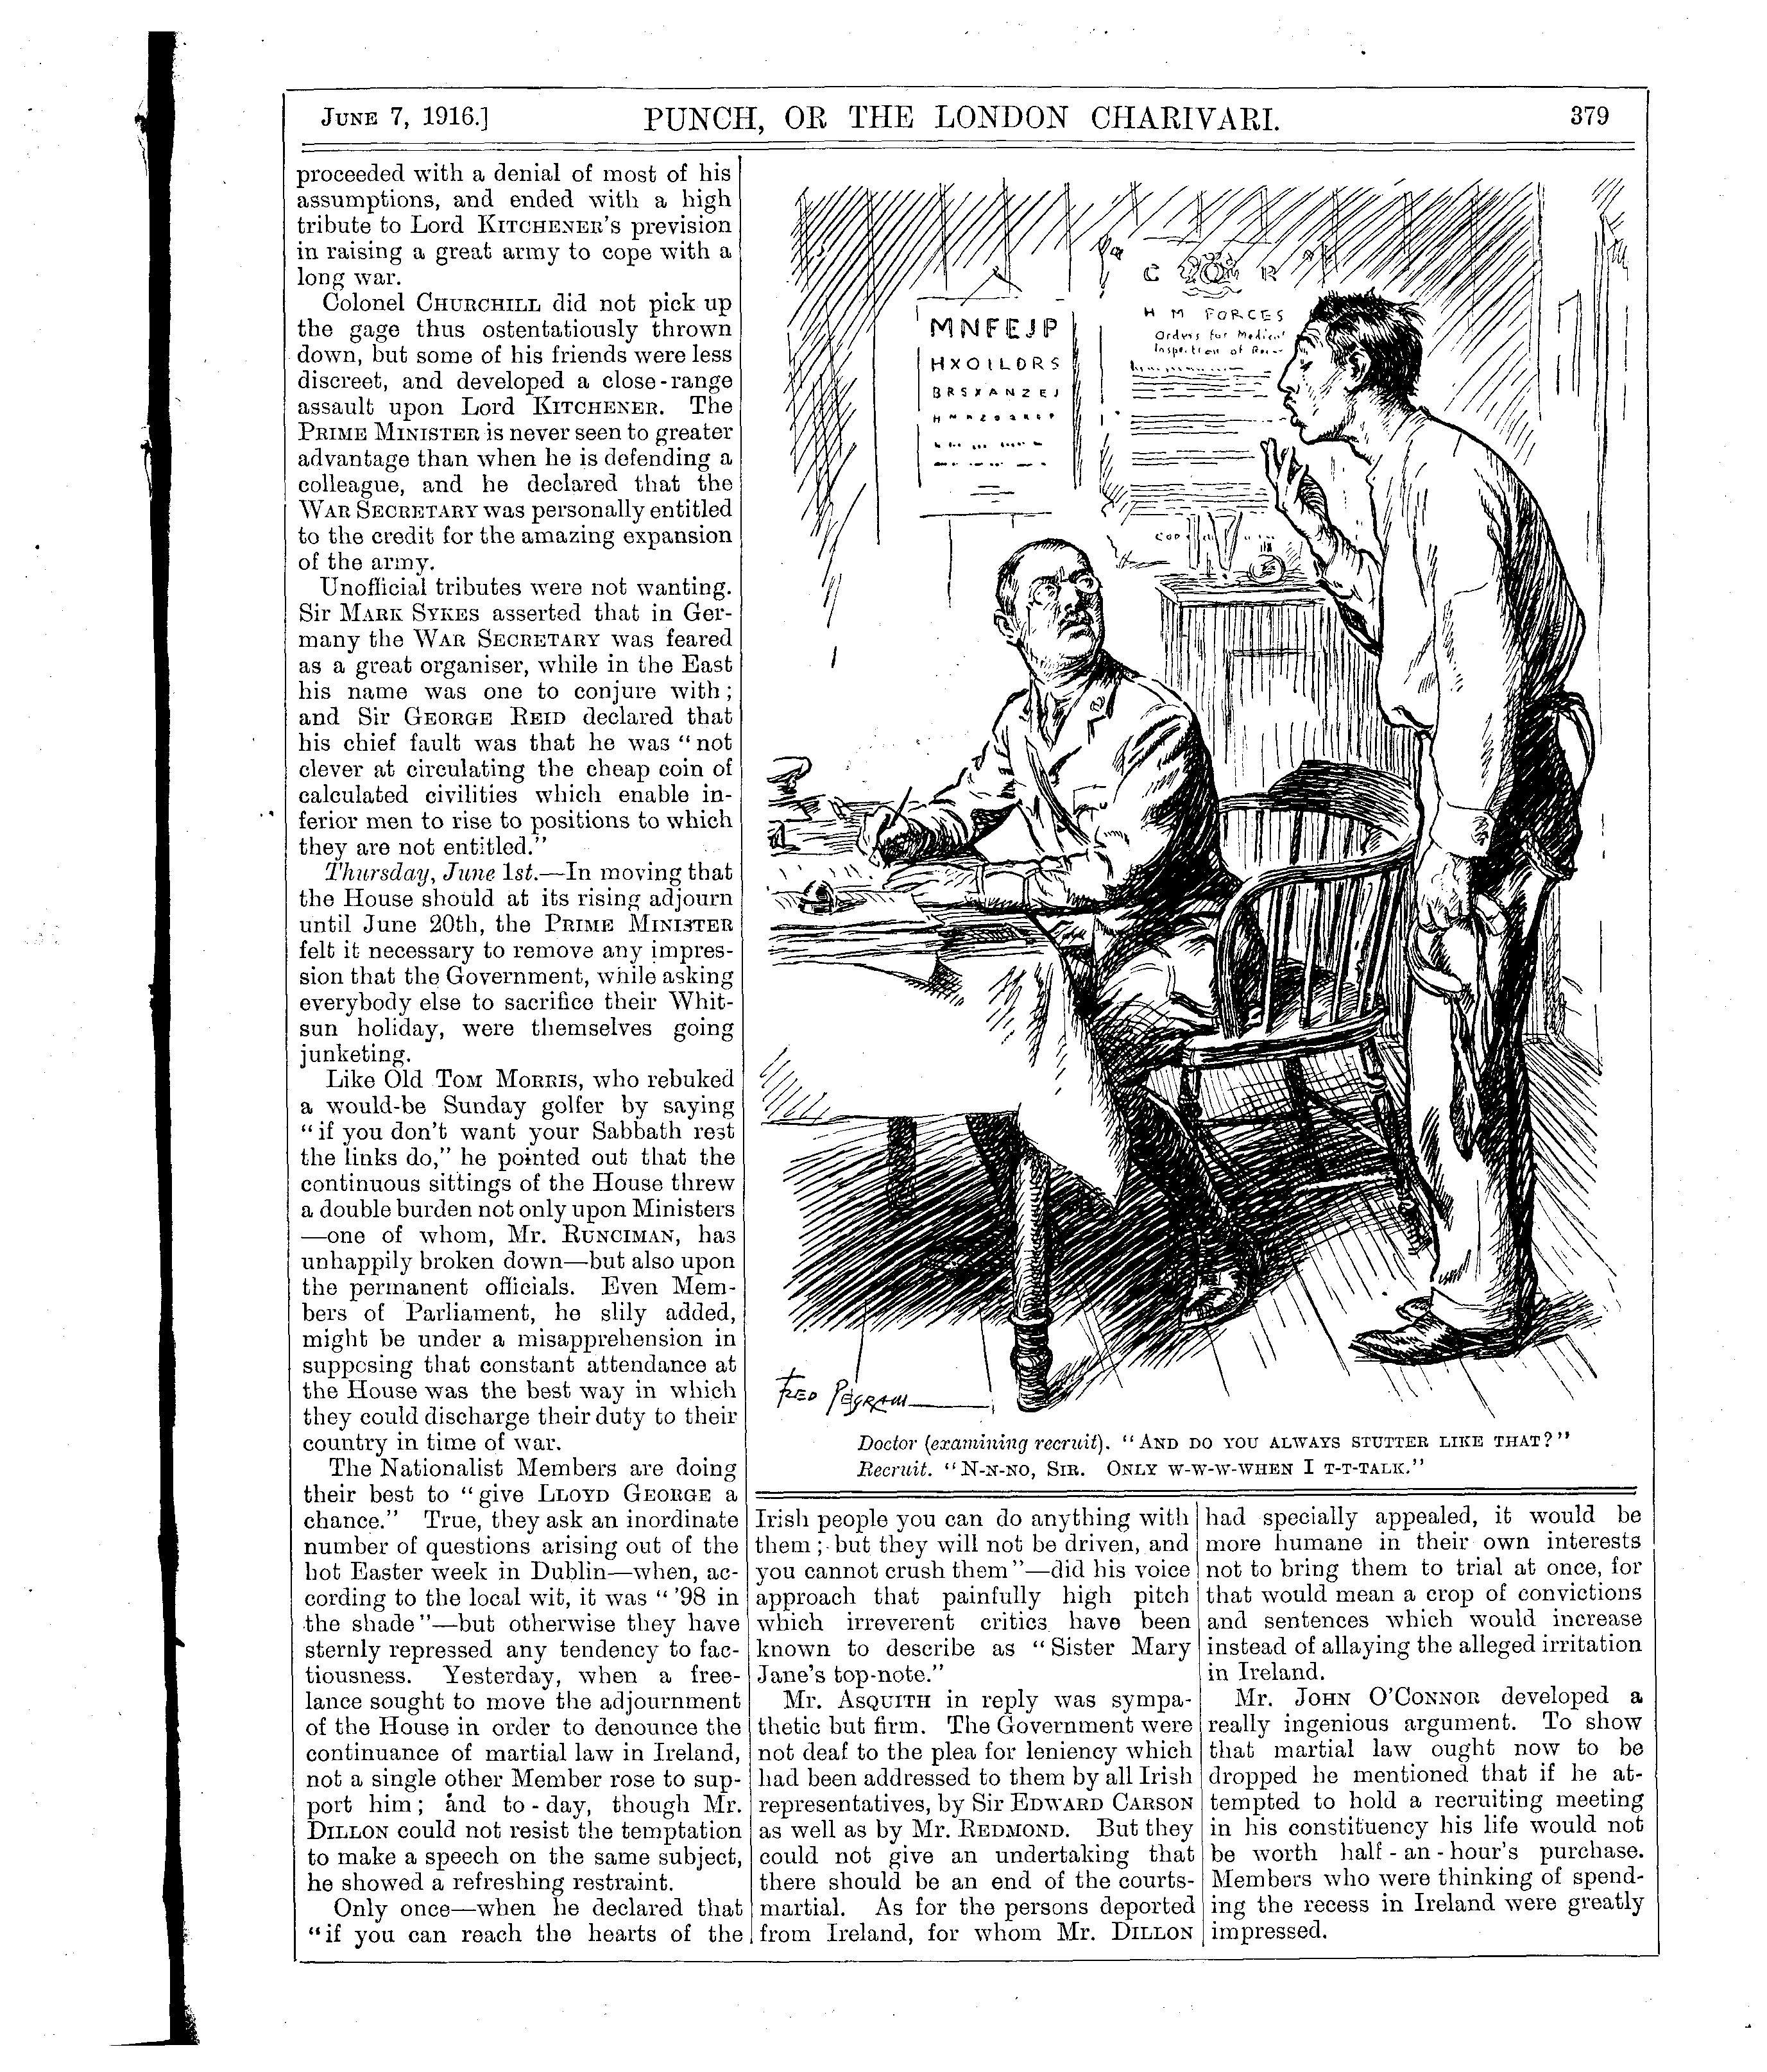 JUNE 7, 1916.] PUNCH, OR THE LONDON CHARIVARI. 379
proceeded with a denial of most of his
assumptions, and ended with a high
tribute to Lord KITCHENER'S prevision
in raising a great army to cope with a
long war.
Colonel CHURCHILL did not pick up
the gage thus ostentatiously thrown
down, but some of his friends were less
discreet, and developed a close-range
assault upon Lord KITCHENER. The
PRIME MINISTER is never seen to greater
advantage than when he is defending a
colleague, and he declared that the
WAR SECRETARY was personally entitled
to the credit for the amazing expansion
of the army.
Unofficial tributes were not wanting.
Sir MARK SYKES asserted that in Ger-
many the WAR SECRETARY was feared
as a great organiser, while in the East
his name was one to conjure with;
and Sir GEORGE REID declared that
his chief fault was that he was "not
clever at circulating the cheap coin of
calculated civilities which enable in-
ferior men to rise to positions to which
they are not entitled."
Thursday, June 1st.—In moving that
the House should at its rising adjourn
until June 20th, the PRIME MINISTER
felt it necessary to remove any impres-
sion that the Government, while asking
everybody else to sacrifice their Whit-
sun holiday, were themselves going
junketing.
Like Old TOM MORRIS, who rebuked
a would-be Sunday golfer by saying
"if you don't want your Sabbath rest
the links do," he pointed out that the
continuous sittings of the House threw
a double burden not only upon Ministers
—one of whom, Mr. RUNCIMAN, has
unhappily broken down—but also upon
the permanent officials. Even Mem-
bers of Parliament, he slily added,
might be under a misapprehension in
supposing that constant attendance at
the House was the best way in which
they could discharge their duty to their
country in time of war.
The Nationalist Members are doing
their best to "give LLOYD GEORGE a
chance." True, they ask an inordinate
number of questions arising out of the
hot Easter week in Dublin—when, ac-
cording to the local wit, it was "'98 in
the shade"—but otherwise they have
sternly repressed any tendency to fac-
tiousness. Yesterday, when a free-
lance sought to move the adjournment
of the House in order to denounce the
continuance of martial law in Ireland,
not a single other Member rose to sup-
port him; and to-day, though Mr.
DILLON could not resist the temptation
to make a speech on the same subject,
he showed a refreshing restraint.
Only once—when he declared that
"if you can reach the hearts of the
C R
MNFEJP
HXOILDRS
BRSXANZEJ
H M FORCES
Orders for Medical
Inspection of
FRED PEGRAM
Doctor (examining recruit). "AND DO YOU ALWAYS STUTTER LIKE THAT?"
Recruit. "N-N-NO, SIR. ONLY W-W-W-WHEN I T-T-TALK."
Irish people you can do anything with
them; but they will not be driven, and
you cannot crush them"—did his voice
approach that painfully high pitch
which irreverent critics have been
known to describe as "Sister Mary
Jane's top-note."
Mr. ASQUITH in reply was sympa-
thetic but firm. The Government were
not deaf to the plea for leniency which
had been addressed to them by all Irish
representatives, by Sir EDWARD CARSON
as well as by Mr. REDMOND. But they
could not give an undertaking that
there should be an end of the courts-
martial. As for the persons deported
from Ireland, for whom Mr. DILLON
had specially appealed, it would be
more humane in their own interests
not to bring them to trial at once, for
that would mean a crop of convictions
and sentences which would increase
instead of allaying the alleged irritation
in Ireland.
Mr. JOHN O'CONNOR developed a
really ingenious argument. To show
that martial law ought now to be
dropped he mentioned that if he at-
tempted to hold a recruiting meeting
in his constituency his life would not
be worth half-an-hour's purchase.
Members who were thinking of spend-
ing the recess in Ireland were greatly
impressed.